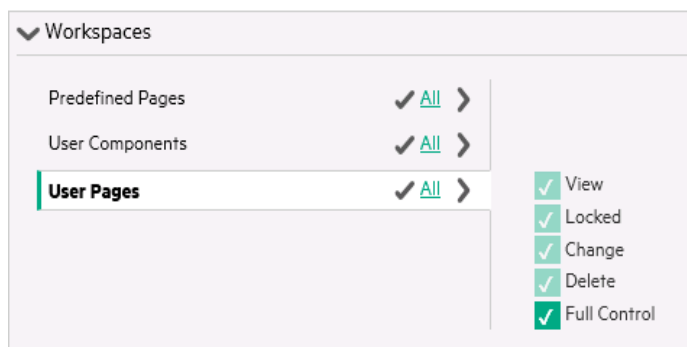 Workspaces
Predefined Pages All
User Components All
User Pages All
View
Locked
Change
Delete
Full Control